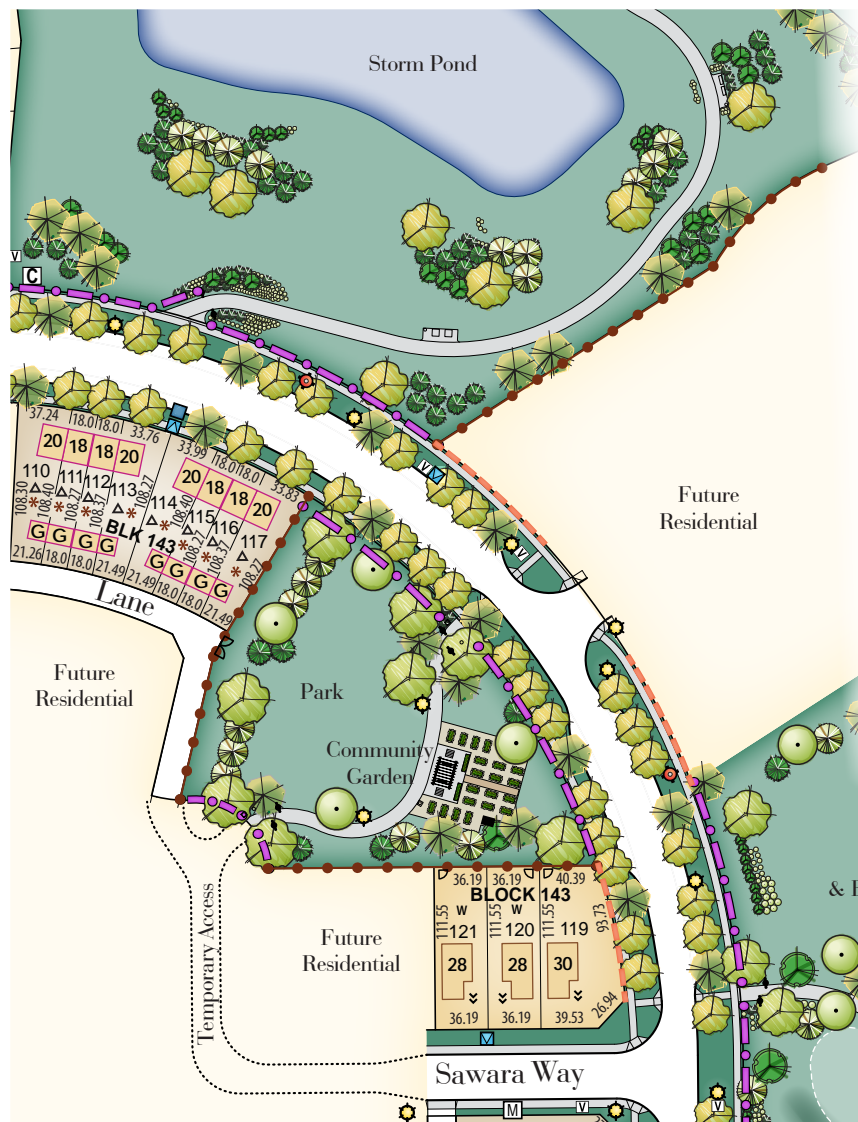 Storm Pond
V
C
37.24 18.0 18.0 33.76
33.99 18.0 18.0 33.83
20 18 18 20
20 18 18 20
110 111 112 113
114 115 116 117
108.30 108.40 108.27 108.37 108.27
108.40 108.27 108.37 108.27
* * * *
* * * *
BLK 143
G G G G
G G G G
21.26 18.0 18.0 21.49
21.49 18.0 18.0 21.49
Lane
V
V
Future
Residential
Future
Residential
Park
Community
Garden
36.19 36.19 40.39
BLOCK 143
111.55 111.55 111.55 93.73
W W
121 120 119
28 28 30
36.19 36.19 39.53 26.94
Future
Residential
Temporary Access
Sawara Way
M V V
&